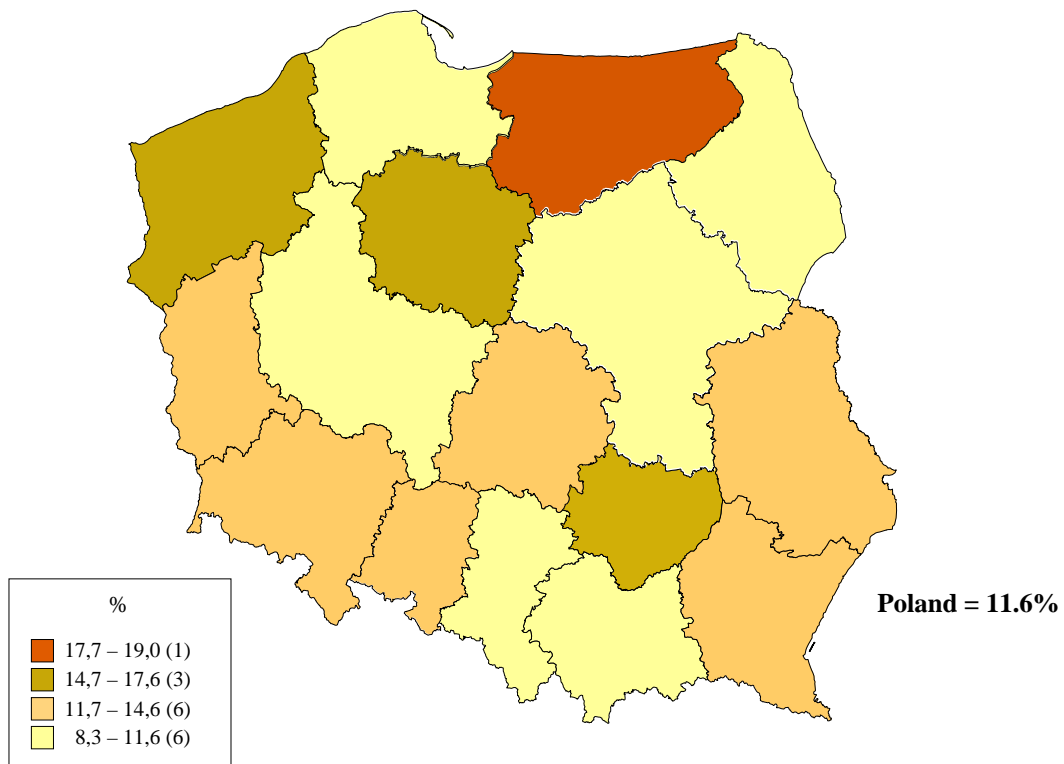 Poland = 11.6%
%
17,7 – 19,0 (1)
14,7 – 17,6 (3)
11,7 – 14,6 (6)
8,3 – 11,6 (6)